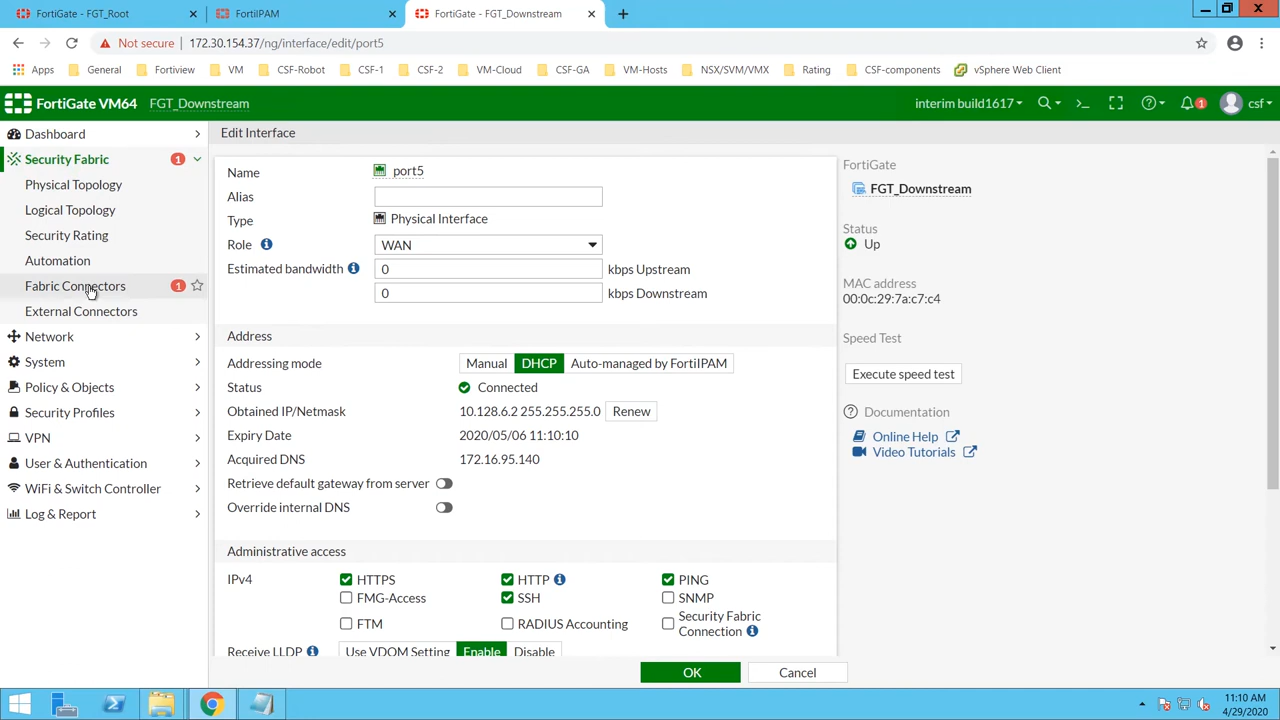 FortiGate - FGT_Root
FortiIPAM
FortiGate - FGT_Downstream
Not secure | 172.30.154.37/ng/interface/edit/port5
Apps General Fortiview VM CSF-Robot CSF-1 CSF-2 VM-Cloud CSF-GA VM-Hosts NSX/SVM/VMX Rating CSF-components vSphere Web Client
FortiGate VM64 FGT_Downstream interim build1617 1 csf
Dashboard
Security Fabric 1
Physical Topology
Logical Topology
Security Rating
Automation
Fabric Connectors 1
External Connectors
Network
System
Policy & Objects
Security Profiles
VPN
User & Authentication
WiFi & Switch Controller
Log & Report
Edit Interface
Name port5
Alias
Type Physical Interface
Role WAN
Estimated bandwidth 0 kbps Upstream
0 kbps Downstream
Address
Addressing mode Manual DHCP Auto-managed by FortiIPAM
Status Connected
Obtained IP/Netmask 10.128.6.2 255.255.255.0 Renew
Expiry Date 2020/05/06 11:10:10
Acquired DNS 172.16.95.140
Retrieve default gateway from server
Override internal DNS
Administrative access
IPv4 HTTPS HTTP PING
FMG-Access SSH SNMP
FTM RADIUS Accounting Security Fabric
Connection
Receive LLDP Use VDOM Setting Enable Disable
OK Cancel
FortiGate
FGT_Downstream
Status
Up
MAC address
00:0c:29:7a:c7:c4
Speed Test
Execute speed test
Documentation
Online Help
Video Tutorials
11:10 AM
4/29/2020